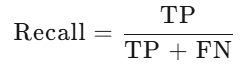 Recall = TP / TP + FN